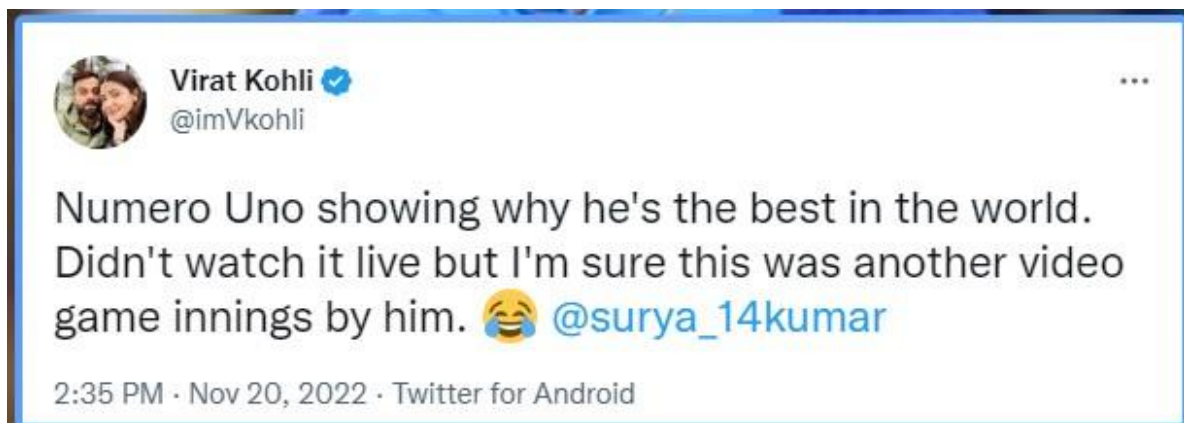 Virat Kohli
@imVkohli
Numero Uno showing why he's the best in the world.
Didn't watch it live but I'm sure this was another video
game innings by him. 😂 @surya_14kumar
2:35 PM · Nov 20, 2022 · Twitter for Android